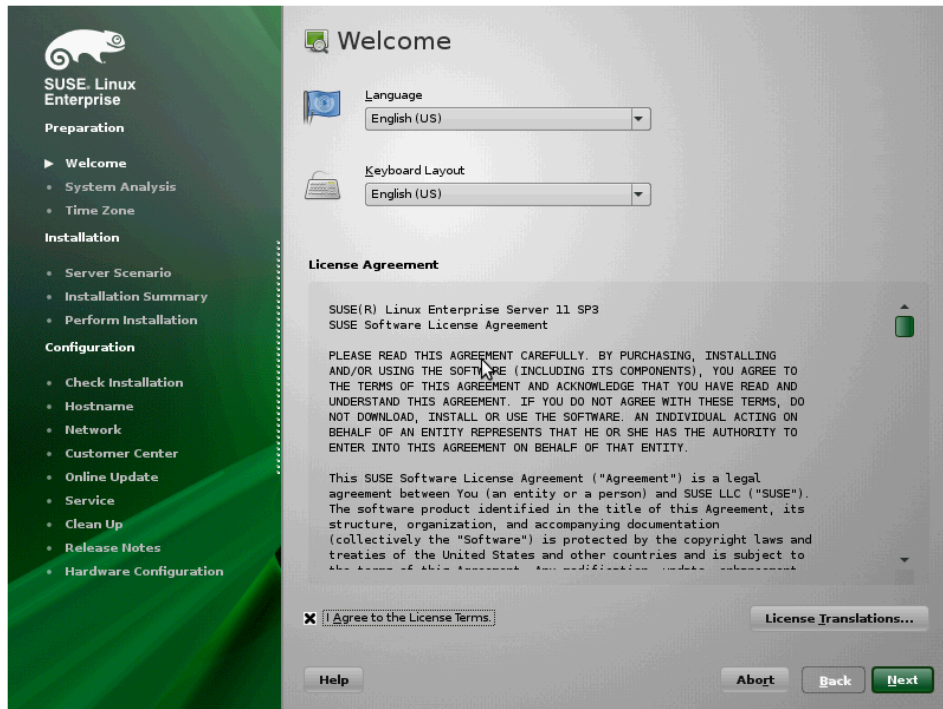 SUSE. Linux
Enterprise
Preparation
Welcome
System Analysis
Time Zone
Installation
Server Scenario
Installation Summary
Perform Installation
Configuration
Check Installation
Hostname
Network
Customer Center
Online Update
Service
Clean Up
Release Notes
Hardware Configuration
Welcome
Language
English (US)
Keyboard Layout
English (US)
License Agreement
SUSE(R) Linux Enterprise Server 11 SP3
SUSE Software License Agreement
PLEASE READ THIS AGREEMENT CAREFULLY. BY PURCHASING, INSTALLING
AND/OR USING THE SOFTWARE (INCLUDING ITS COMPONENTS), YOU AGREE TO
THE TERMS OF THIS AGREEMENT AND ACKNOWLEDGE THAT YOU HAVE READ AND
UNDERSTAND THIS AGREEMENT. IF YOU DO NOT AGREE WITH THESE TERMS, DO
NOT DOWNLOAD, INSTALL OR USE THE SOFTWARE. AN INDIVIDUAL ACTING ON
BEHALF OF AN ENTITY REPRESENTS THAT HE OR SHE HAS THE AUTHORITY TO
ENTER INTO THIS AGREEMENT ON BEHALF OF THAT ENTITY.
This SUSE Software License Agreement ("Agreement") is a legal
agreement between You (an entity or a person) and SUSE LLC ("SUSE").
The software product identified in the title of this Agreement, its
structure, organization, and accompanying documentation
(collectively the "Software") is protected by the copyright laws and
treaties of the United States and other countries and is subject to
the terms of this Agreement. Any modification, update, enhancement
I Agree to the License Terms.
License Translations...
Help
Abort
Back
Next